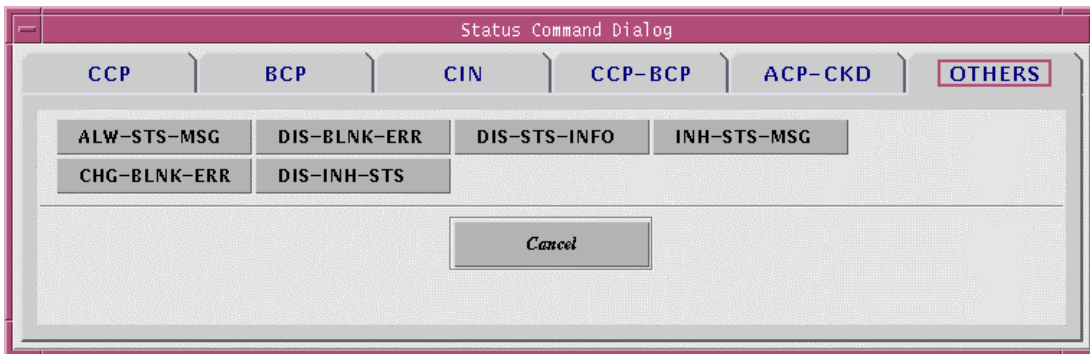 Status Command Dialog
CCP BCP CIN CCP-BCP ACP-CKD OTHERS
ALW-STS-MSG DIS-BLNK-ERR DIS-STS-INFO INH-STS-MSG
CHG-BLNK-ERR DIS-INH-STS
Cancel